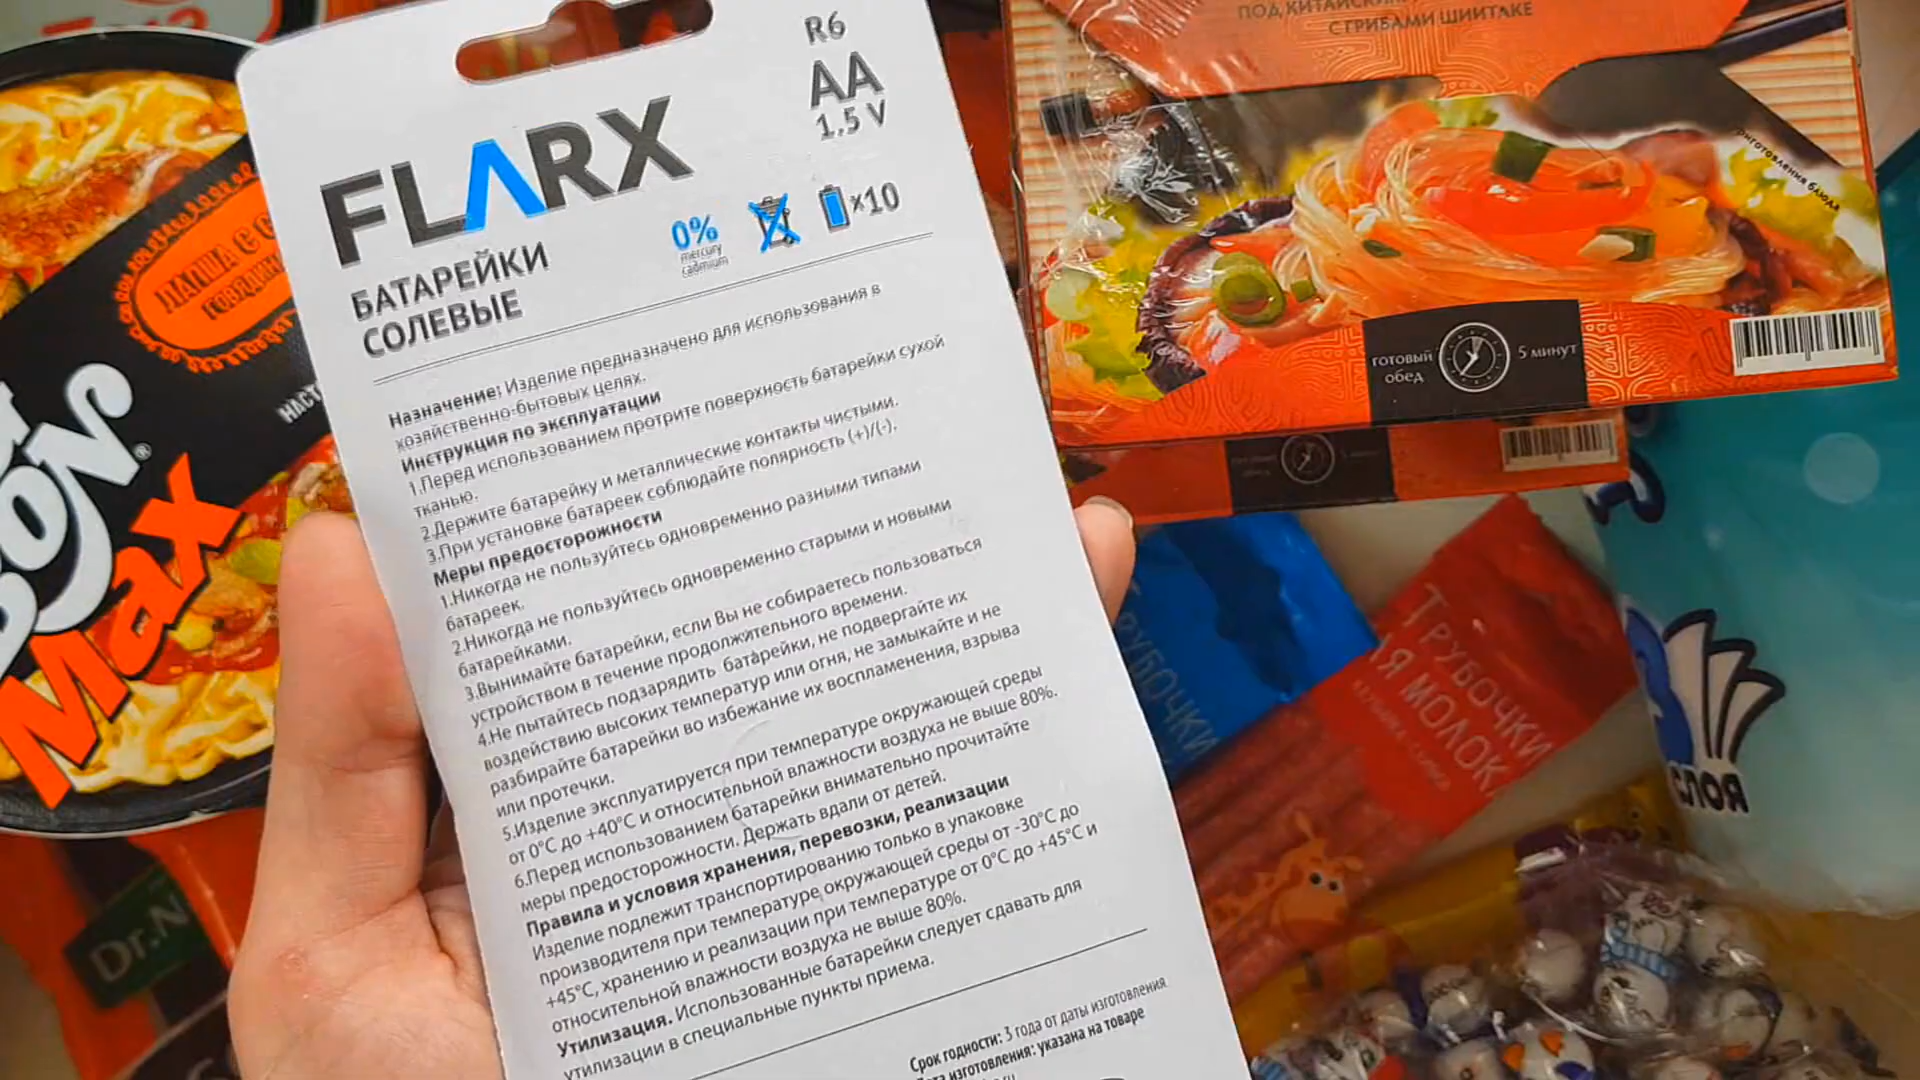 R6
AA
1.5 V
FLARX
0%
mercury
cadmium
x10
БАТАРЕЙКИ
СОЛЕВЫЕ
Назначение: Изделие предназначено для использования в
хозяйственно-бытовых целях.
Инструкция по эксплуатации
1.Перед использованием протрите поверхность батарейки сухой
тканью.
2.Держите батарейку и металлические контакты чистыми.
3.При установке батареек соблюдайте полярность (+)/(-).
Меры предосторожности
1.Никогда не пользуйтесь одновременно разными типами
батареек.
2.Никогда не пользуйтесь одновременно старыми и новыми
батарейками.
3.Вынимайте батарейки, если Вы не собираетесь пользоваться
устройством в течение продолжительного времени.
4.Не пытайтесь подзарядить батарейки, не подвергайте их
воздействию высоких температур или огня, не замыкайте и не
разбирайте батарейки во избежание их воспламенения, взрыва
или протечки.
5.Изделие эксплуатируется при температуре окружающей среды
от 0°C до +40°C и относительной влажности воздуха не выше 80%.
6.Перед использованием батарейки внимательно прочитайте
меры предосторожности. Держать вдали от детей.
Правила и условия хранения, перевозки, реализации
Изделие подлежит транспортированию только в упаковке
производителя при температуре окружающей среды от -30°C до
+45°C, хранению и реализации при температуре от 0°C до +45°C и
относительной влажности воздуха не выше 80%.
Утилизация. Использованные батарейки следует сдавать для
утилизации в специальные пункты приема.
Срок годности: 3 года от даты изготовления
изготовления: указана на товаре
ЛАПША С
BON
Max
Dr.N
ПОД КИТАЙСКИ
С ГРИБАМИ ШИИТАКЕ
приготовления блюда
ГОТОВЫЙ
ОБЕД
5 МИНУТ
ТРУБОЧКИ
ТРУБОЧКИ
ЛЯ МОЛОК
СЛОЯ